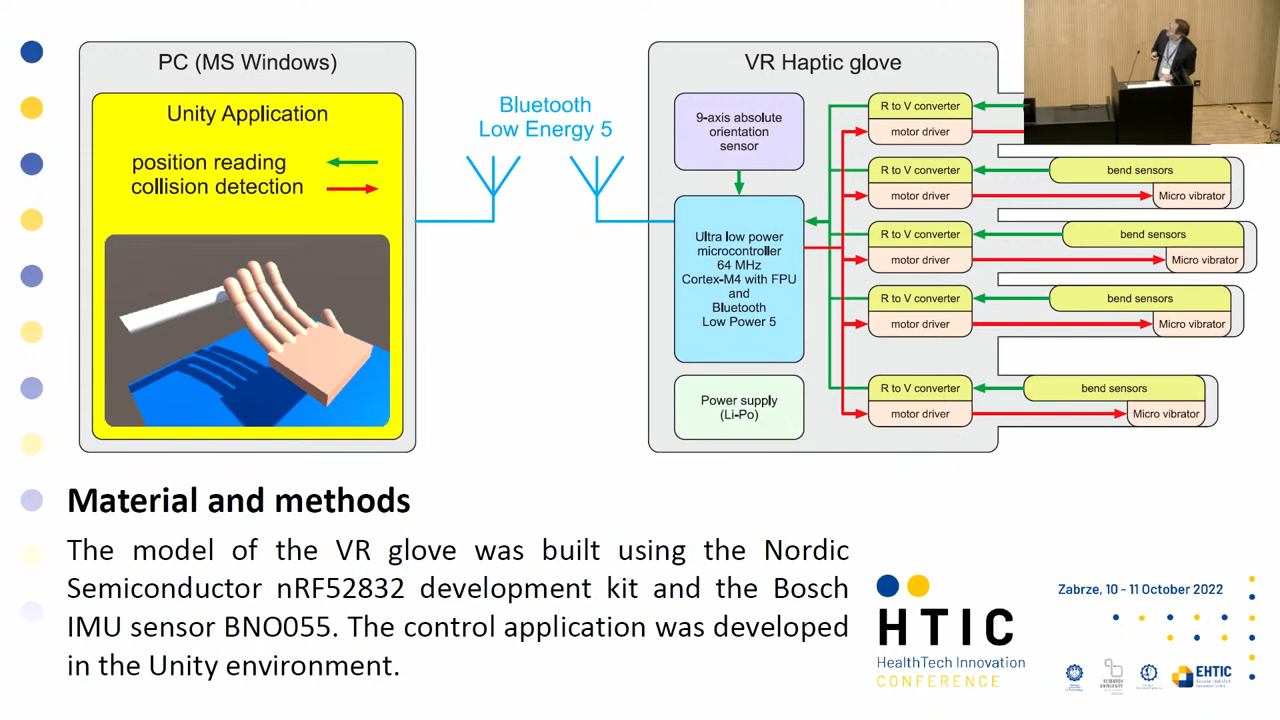 PC (MS Windows)
Unity Application
position reading
collision detection
Bluetooth
Low Energy 5
VR Haptic glove
9-axis absolute
orientation
sensor
Ultra low power
microcontroller
64 MHz
Cortex-M4 with FPU
and
Bluetooth
Low Power 5
Power supply
(Li-Po)
R to V converter
motor driver
R to V converter
bend sensors
motor driver
Micro vibrator
R to V converter
bend sensors
motor driver
Micro vibrator
R to V converter
bend sensors
motor driver
Micro vibrator
R to V converter
bend sensors
motor driver
Micro vibrator
Material and methods
The model of the VR glove was built using the Nordic
Semiconductor nRF52832 development kit and the Bosch
IMU sensor BNO055. The control application was developed
in the Unity environment.
HTIC
HealthTech Innovation
CONFERENCE
Zabrze, 10 - 11 October 2022
EHTIC